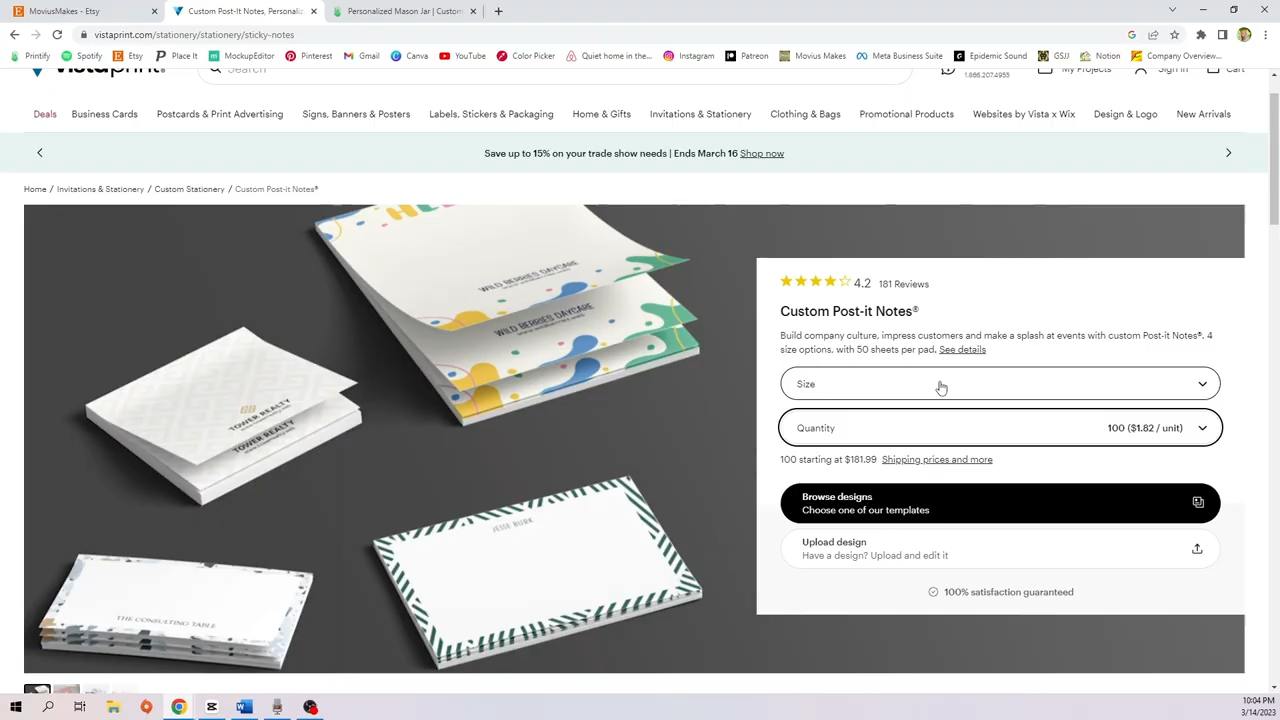 MoviusMakes - Etsy
Custom Post-It Notes, Personaliz
Personalized Mason Jar | Custom
vistaprint.com/stationery/stationery/sticky-notes
Printify
Spotify
Etsy
Place It
MockupEditor
Pinterest
Gmail
Canva
YouTube
Color Picker
Quiet home in the...
Instagram
Patreon
Movius Makes
Meta Business Suite
Epidemic Sound
GSJJ
Notion
Company Overview...
vistaprint.
Search
1.866.207.4955
My Projects
Sign in
Cart
Deals
Business Cards
Postcards & Print Advertising
Signs, Banners & Posters
Labels, Stickers & Packaging
Home & Gifts
Invitations & Stationery
Clothing & Bags
Promotional Products
Websites by Vista x Wix
Design & Logo
New Arrivals
Save up to 15% on your trade show needs | Ends March 16 Shop now
Home / Invitations & Stationery / Custom Stationery / Custom Post-it Notes®
WILD BERRIES DAYCARE
WILD BERRIES DAYCARE
TOWER REALTY
TOWER REALTY
JESSE BURK
THE CONSULTING TABLE
4.2 181 Reviews
Custom Post-it Notes®
Build company culture, impress customers and make a splash at events with custom Post-it Notes®. 4
size options, with 50 sheets per pad. See details
Size
Quantity 100 ($1.82 / unit)
100 starting at $181.99 Shipping prices and more
Browse designs
Choose one of our templates
Upload design
Have a design? Upload and edit it
100% satisfaction guaranteed
10:04 PM
3/14/2023